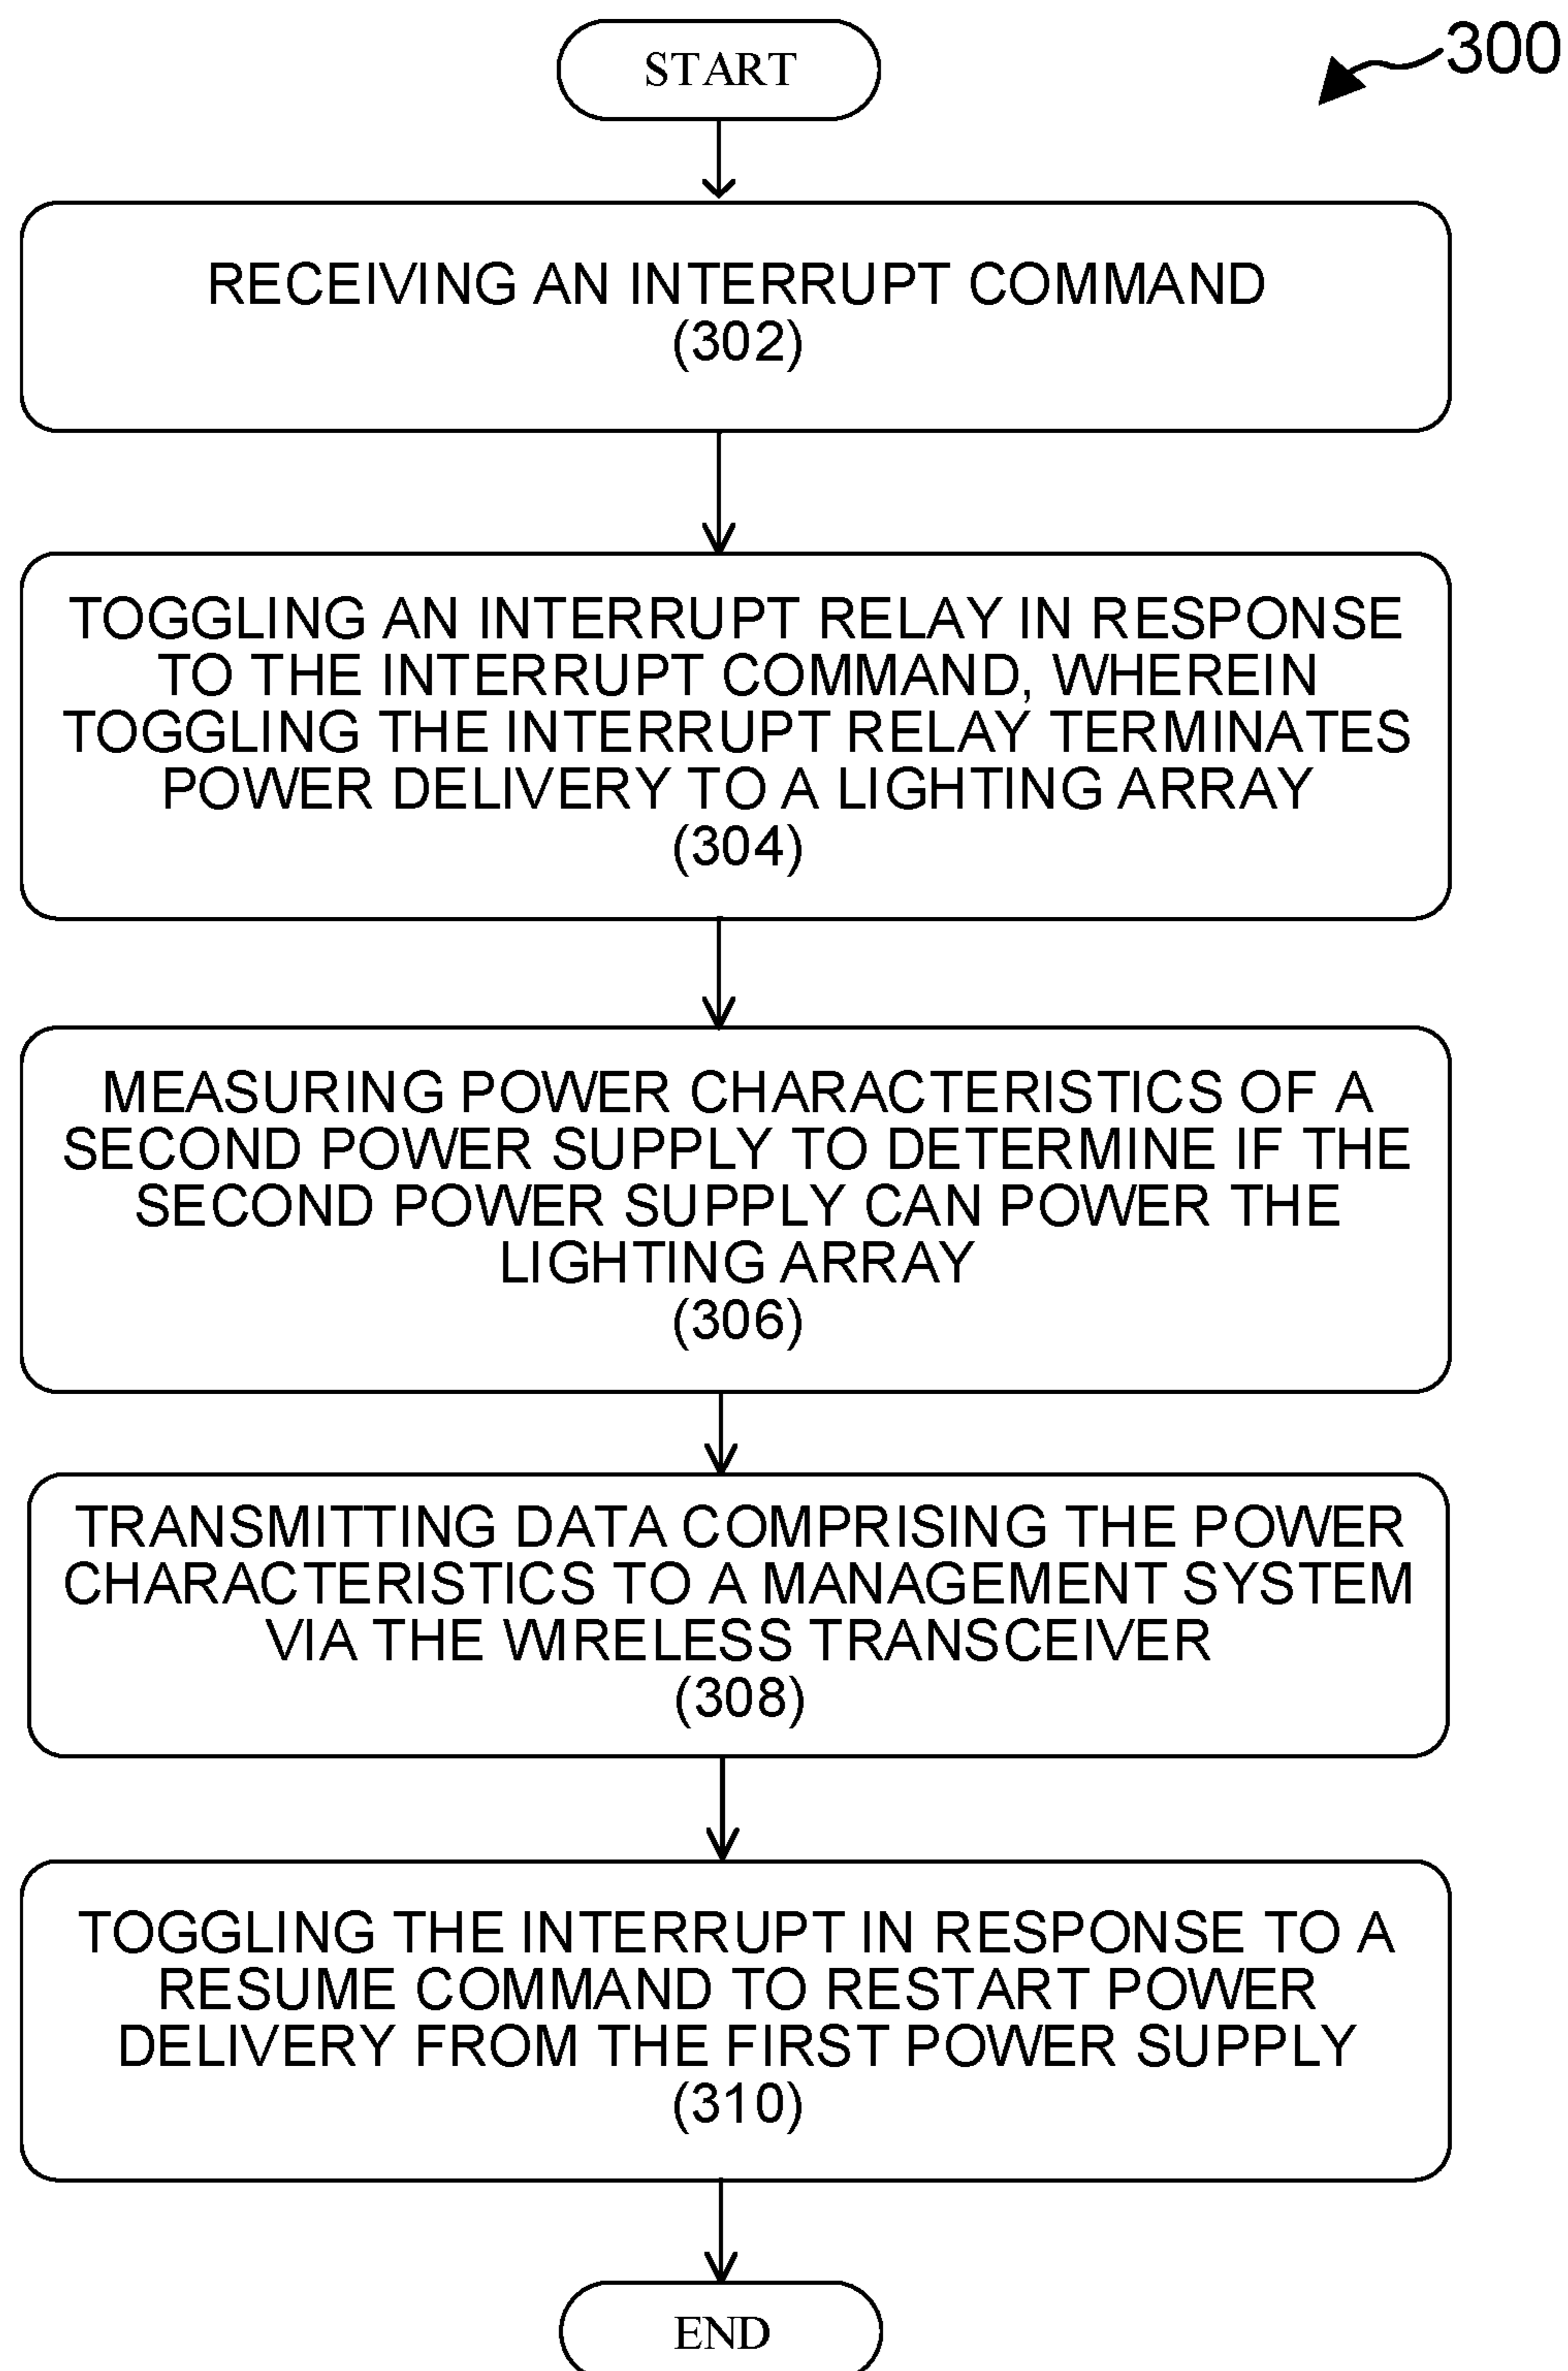 START
300
RECEIVING AN INTERRUPT COMMAND
(302)
TOGGLING AN INTERRUPT RELAY IN RESPONSE
TO THE INTERRUPT COMMAND, WHEREIN
TOGGLING THE INTERRUPT RELAY TERMINATES
POWER DELIVERY TO A LIGHTING ARRAY
(304)
MEASURING POWER CHARACTERISTICS OF A
SECOND POWER SUPPLY TO DETERMINE IF THE
SECOND POWER SUPPLY CAN POWER THE
LIGHTING ARRAY
(306)
TRANSMITTING DATA COMPRISING THE POWER
CHARACTERISTICS TO A MANAGEMENT SYSTEM
VIA THE WIRELESS TRANSCEIVER
(308)
TOGGLING THE INTERRUPT IN RESPONSE TO A
RESUME COMMAND TO RESTART POWER
DELIVERY FROM THE FIRST POWER SUPPLY
(310)
END